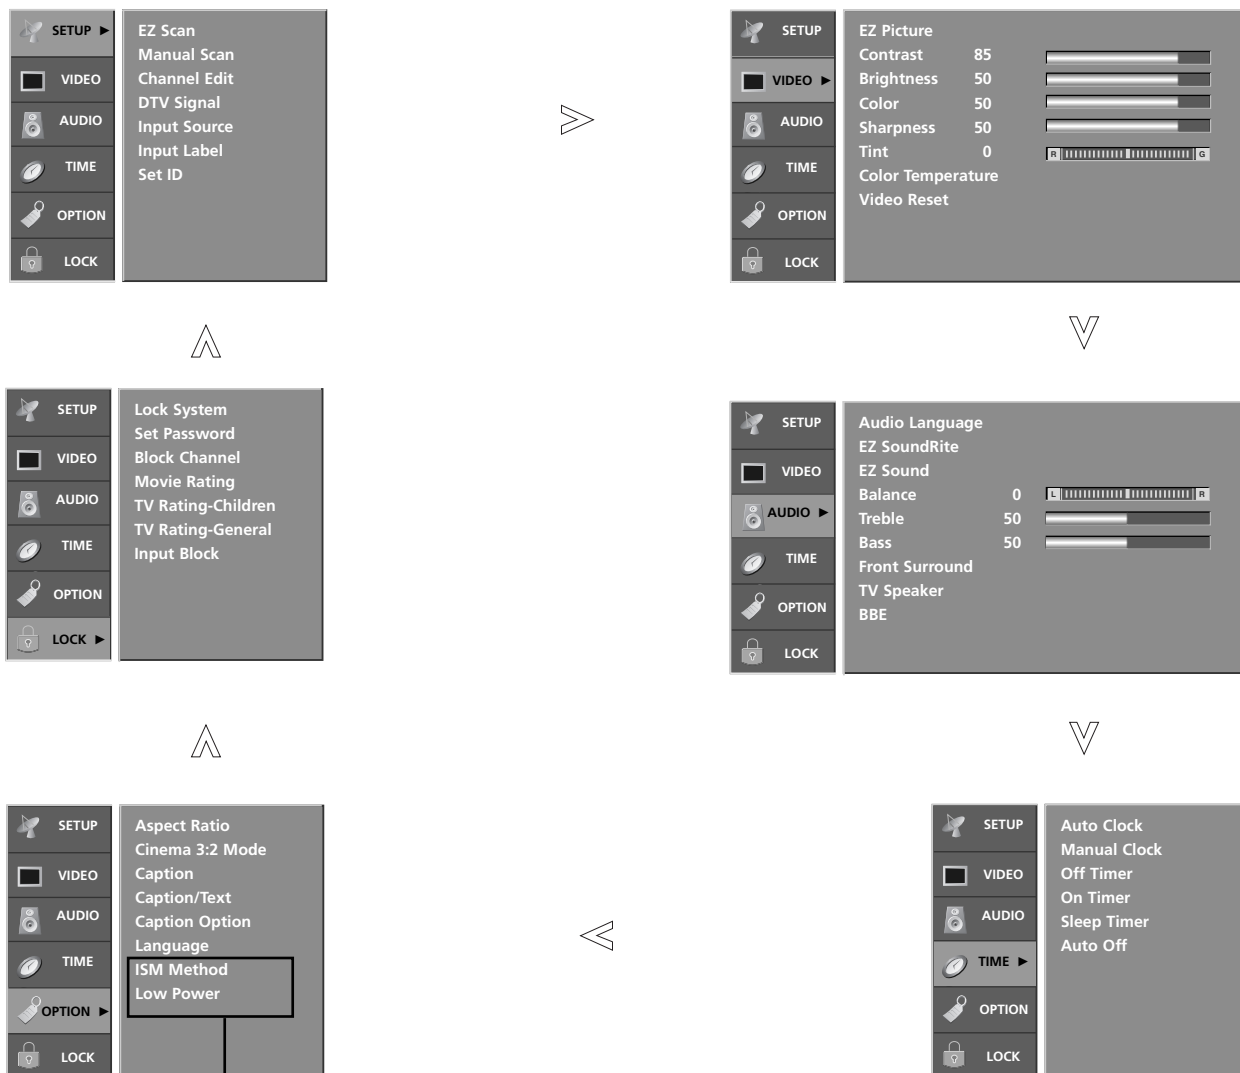 SETUP ►
VIDEO
AUDIO
TIME
OPTION
LOCK
EZ Scan
Manual Scan
Channel Edit
DTV Signal
Input Source
Input Label
Set ID
SETUP
VIDEO ►
AUDIO
TIME
OPTION
LOCK
EZ Picture
Contrast 85
Brightness 50
Color 50
Sharpness 50
Tint 0 R G
Color Temperature
Video Reset
SETUP
VIDEO
AUDIO
TIME
OPTION
LOCK ►
Lock System
Set Password
Block Channel
Movie Rating
TV Rating-Children
TV Rating-General
Input Block
SETUP
VIDEO
AUDIO ►
TIME
OPTION
LOCK
Audio Language
EZ SoundRite
EZ Sound
Balance 0 L R
Treble 50
Bass 50
Front Surround
TV Speaker
BBE
SETUP
VIDEO
AUDIO
TIME
OPTION ►
LOCK
Aspect Ratio
Cinema 3:2 Mode
Caption
Caption/Text
Caption Option
Language
ISM Method
Low Power
SETUP
VIDEO
AUDIO
TIME ►
OPTION
LOCK
Auto Clock
Manual Clock
Off Timer
On Timer
Sleep Timer
Auto Off